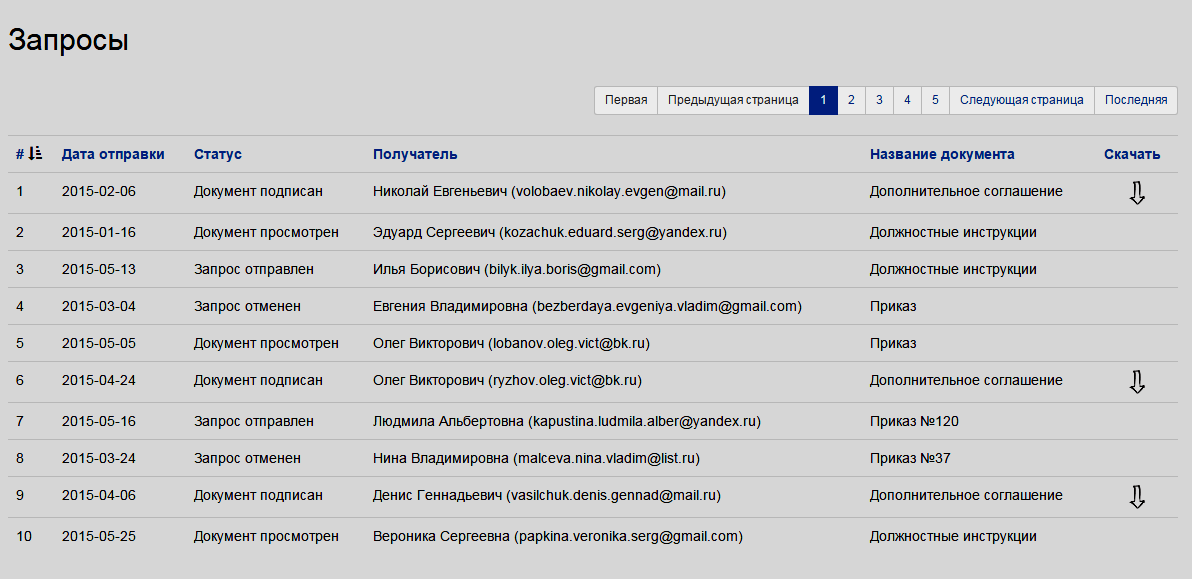 Запросы
Первая Предыдущая страница 1 2 3 4 5 Следующая страница Последняя
# Дата отправки Статус Получатель Название документа Скачать
1 2015-02-06 Документ подписан Николай Евгеньевич (volobaev.nikolay.evgen@mail.ru) Дополнительное соглашение
2 2015-01-16 Документ просмотрен Эдуард Сергеевич (kozachuk.eduard.serg@yandex.ru) Должностные инструкции
3 2015-05-13 Запрос отправлен Илья Борисович (bilyk.ilya.boris@gmail.com) Должностные инструкции
4 2015-03-04 Запрос отменен Евгения Владимировна (bezberdaya.evgeniya.vladim@gmail.com) Приказ
5 2015-05-05 Документ просмотрен Олег Викторович (lobanov.oleg.vict@bk.ru) Приказ
6 2015-04-24 Документ подписан Олег Викторович (ryzhov.oleg.vict@bk.ru) Дополнительное соглашение
7 2015-05-16 Запрос отправлен Людмила Альбертовна (kapustina.ludmila.alber@yandex.ru) Приказ №120
8 2015-03-24 Запрос отменен Нина Владимировна (malceva.nina.vladim@list.ru) Приказ №37
9 2015-04-06 Документ подписан Денис Геннадьевич (vasilchuk.denis.gennad@mail.ru) Дополнительное соглашение
10 2015-05-25 Документ просмотрен Вероника Сергеевна (papkina.veronika.serg@gmail.com) Должностные инструкции